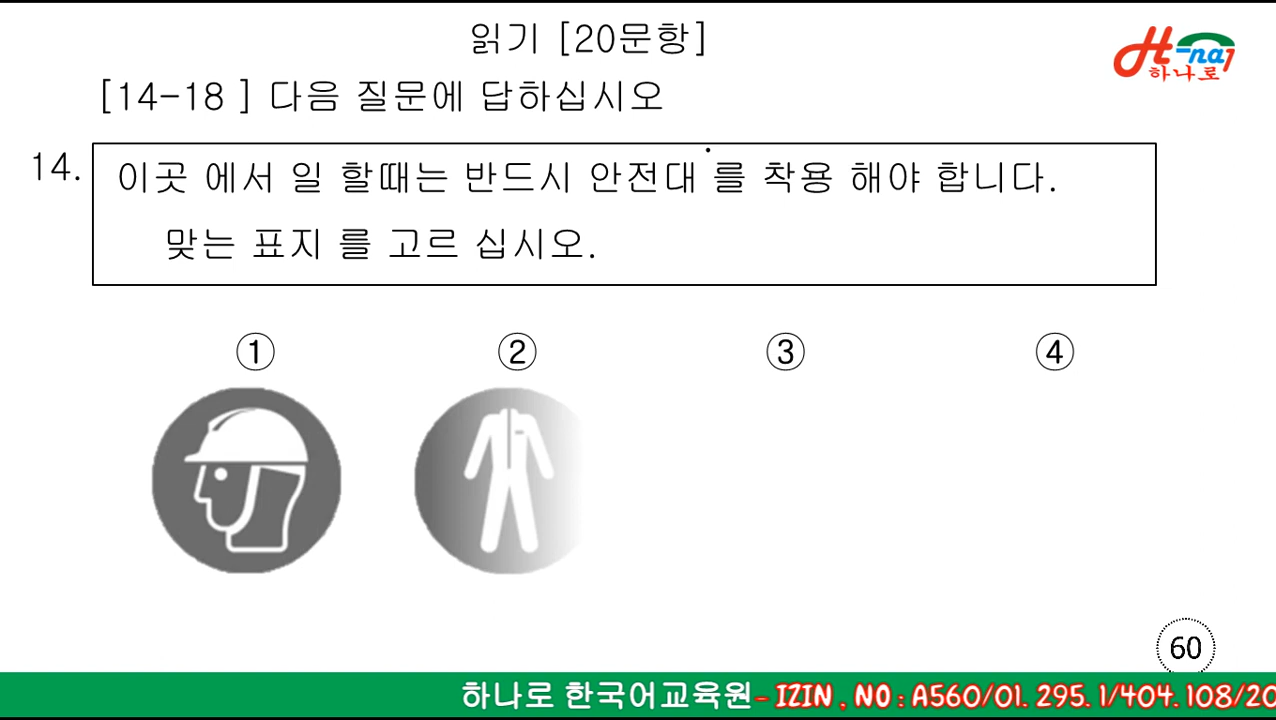 읽기 [20문항]
H-na로
하나로
[14-18 ] 다음 질문에 답하십시오
14.
이곳 에서 일 할때는 반드시 안전대 를 착용 해야 합니다.
맞는 표지 를 고르 십시오.
① ② ③ ④
60
하나로 한국어교육원 - IZIN . NO : A560/01. 295. 1/404. 108/20